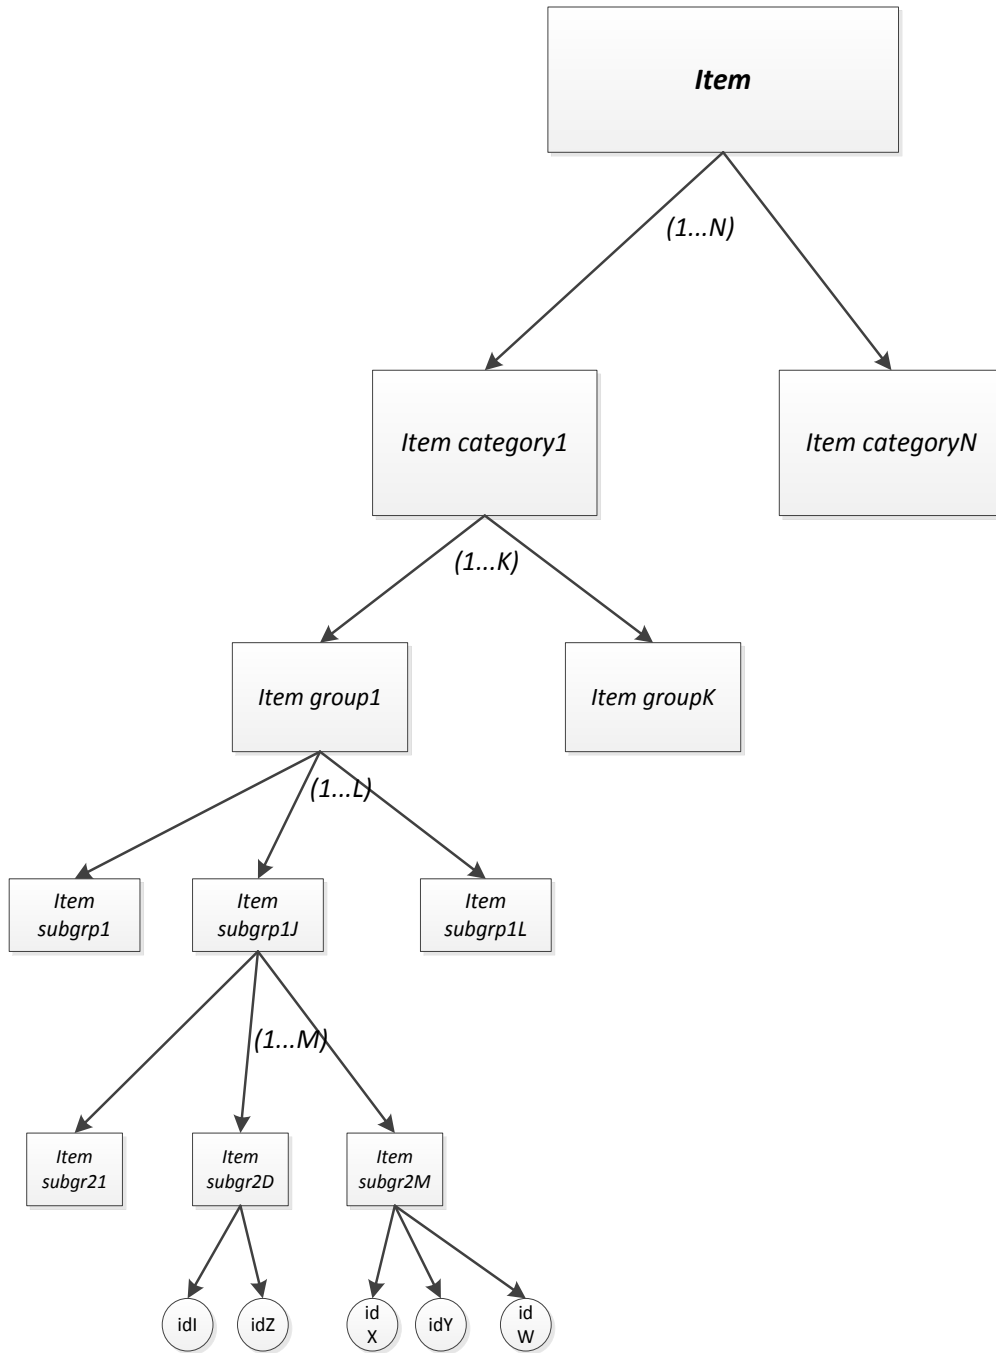 Item
(1...N)
Item category1
Item categoryN
(1...K)
Item group1
Item groupK
(1...L)
Item
subgrp1
Item
subgrp1J
Item
subgrp1L
(1...M)
Item
subgr21
Item
subgr2D
Item
subgr2M
idI
idZ
id
X
idY
id
W